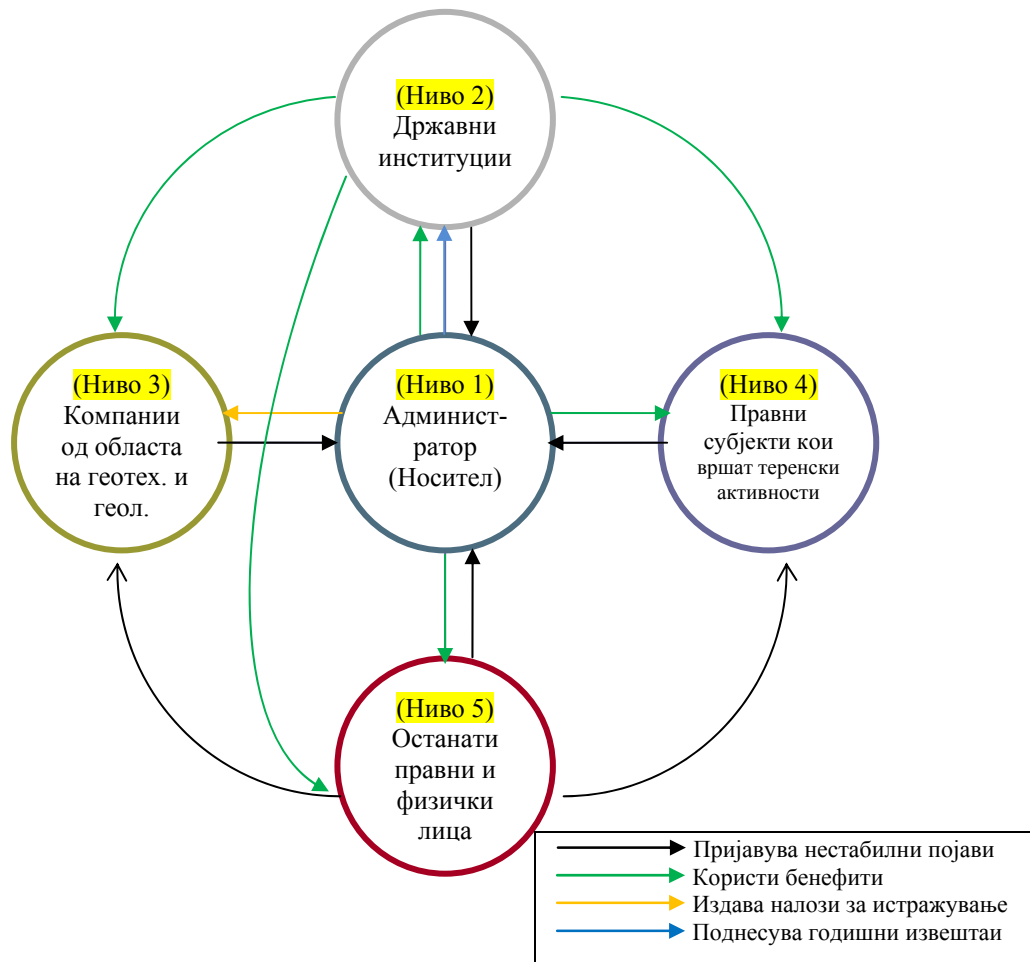 (Ниво 2)
Државни
институции
(Ниво 3)
Компании
од областа
на геотех. и
геол.
(Ниво 1)
Админист-
ратор
(Носител)
(Ниво 4)
Правни
субјекти кои
вршат теренски
активности
(Ниво 5)
Останати
правни и
физички
лица
Пријавува нестабилни појави
Користи бенефити
Издава налози за истражување
Поднесува годишни извештаи